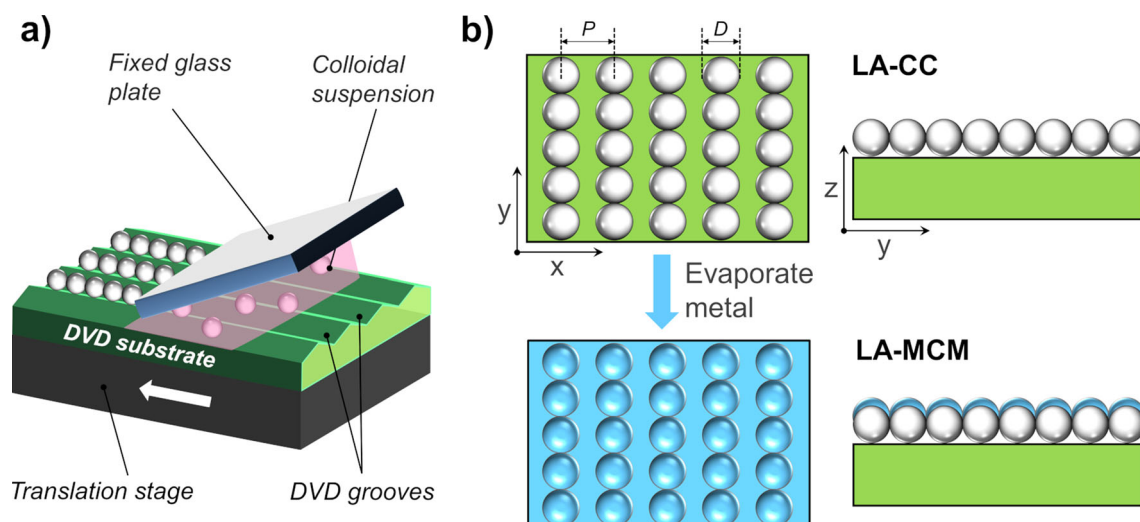 a)
Fixed glass
plate
Colloidal
suspension
DVD substrate
Translation stage
DVD grooves
b)
P
D
y
x
Evaporate
metal
LA-CC
z
y
LA-MCM